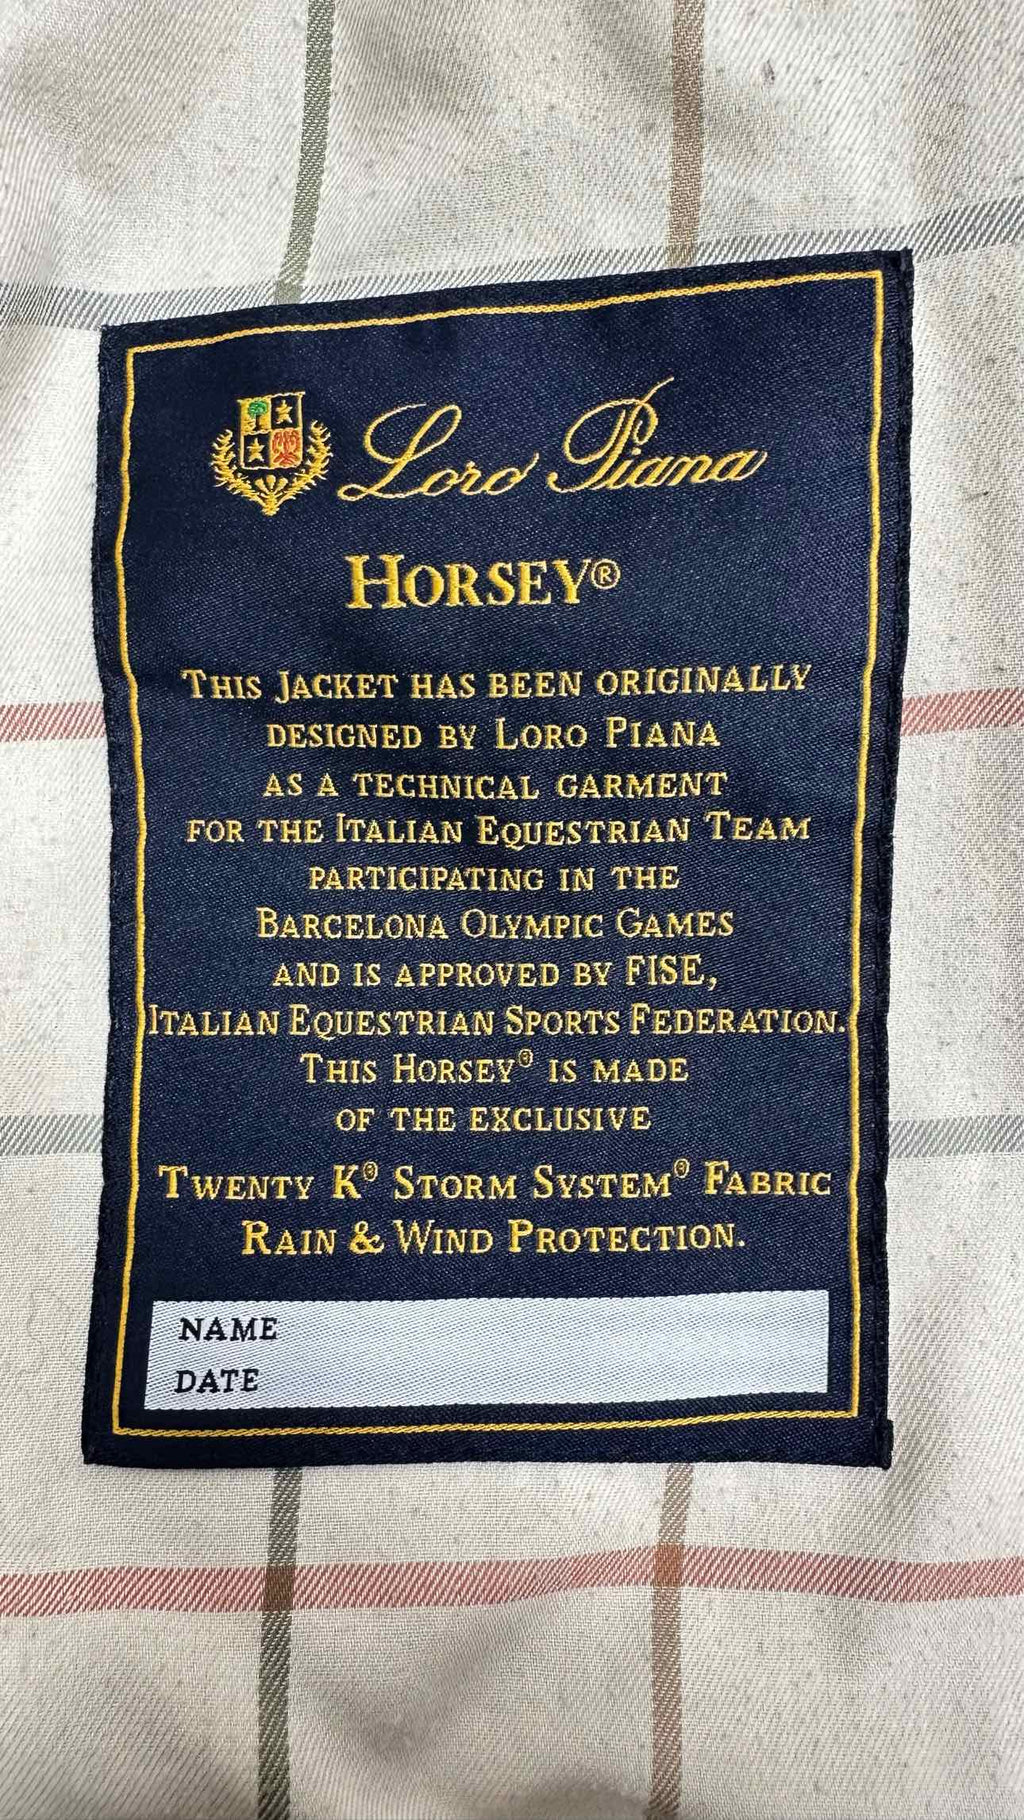 Loro Piana
HORSEY®
THIS JACKET HAS BEEN ORIGINALLY
DESIGNED BY LORO PIANA
AS A TECHNICAL GARMENT
FOR THE ITALIAN EQUESTRIAN TEAM
PARTICIPATING IN THE
BARCELONA OLYMPIC GAMES
AND IS APPROVED BY FISE,
ITALIAN EQUESTRIAN SPORTS FEDERATION.
THIS HORSEY® IS MADE
OF THE EXCLUSIVE
TWENTY K® STORM SYSTEM® FABRIC
RAIN & WIND PROTECTION.
NAME
DATE